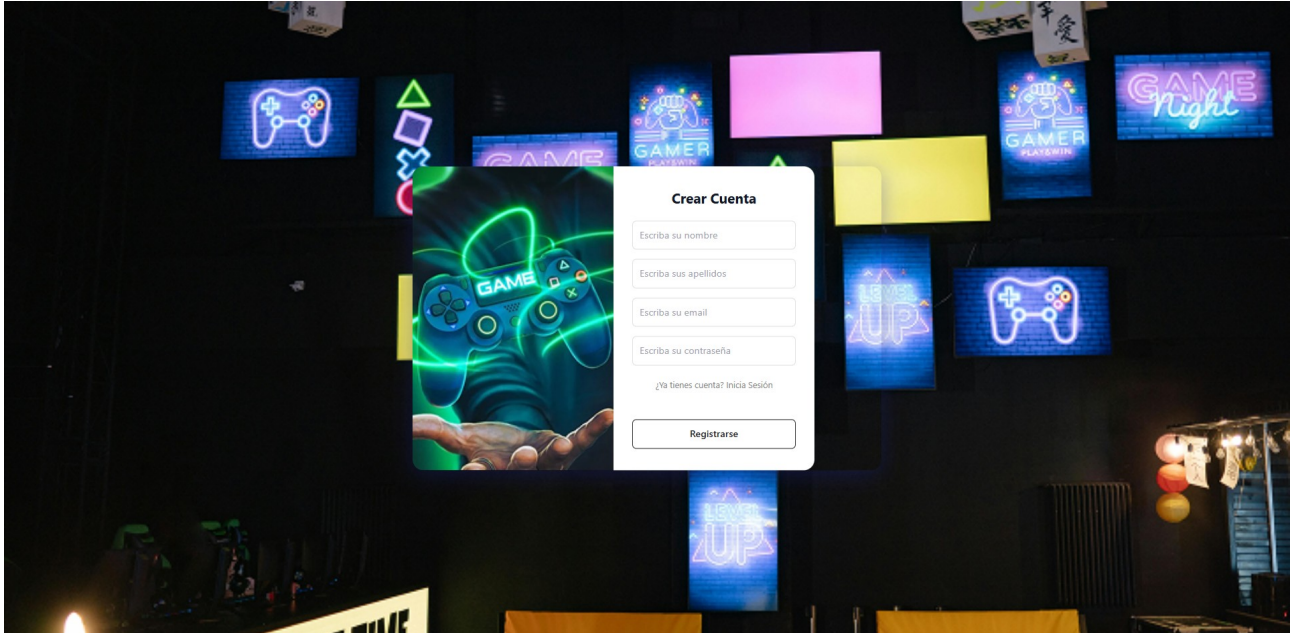 愛
GAME
Night
GAMER
PLAY&WIN
GAMER
PLAY&WIN
GAME
Crear Cuenta
Escriba su nombre
GAME
Escriba sus apellidos
LEVEL
UP
Escriba su email
Escriba su contraseña
¿Ya tienes cuenta? Inicia Sesión
Registrarse
LEVEL
UP